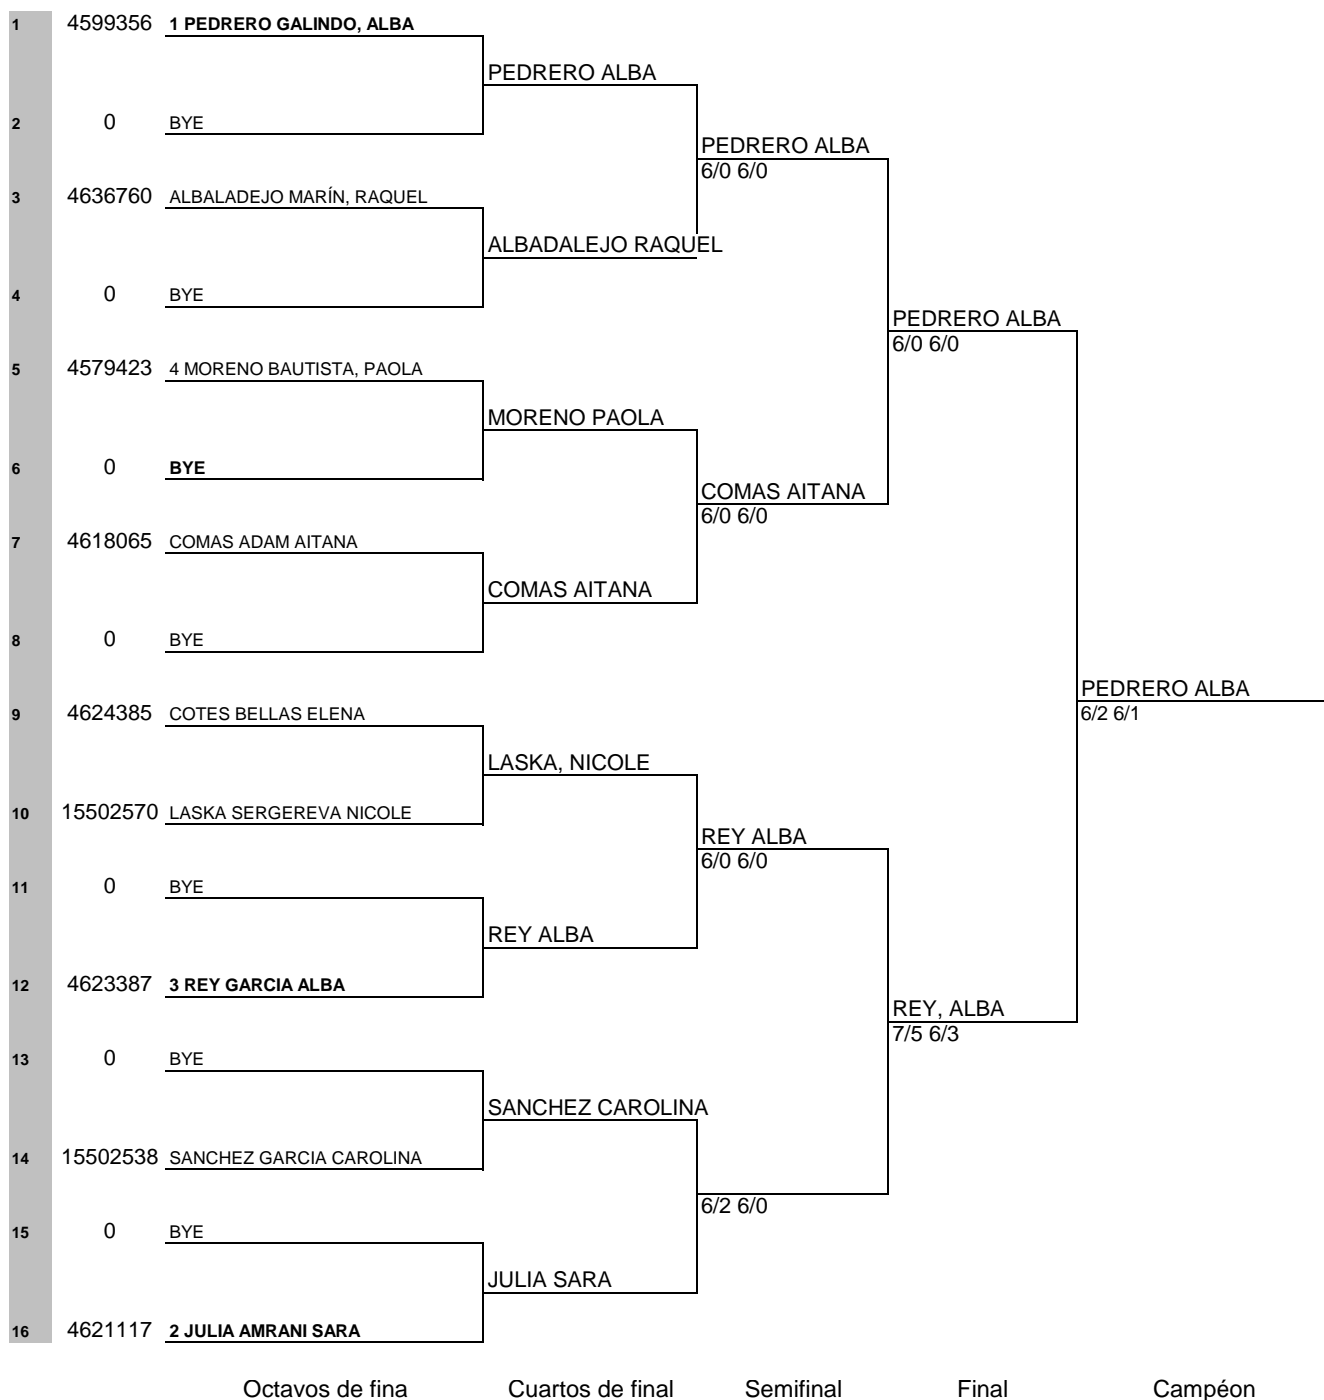 1 4599356 1 PEDRERO GALINDO, ALBA
PEDRERO ALBA
2 0 BYE
PEDRERO ALBA
6/0 6/0
3 4636760 ALBALADEJO MARÍN, RAQUEL
ALBADALEJO RAQUEL
4 0 BYE
PEDRERO ALBA
6/0 6/0
5 4579423 4 MORENO BAUTISTA, PAOLA
MORENO PAOLA
6 0 BYE
COMAS AITANA
6/0 6/0
7 4618065 COMAS ADAM AITANA
COMAS AITANA
8 0 BYE
PEDRERO ALBA
6/2 6/1
9 4624385 COTES BELLAS ELENA
LASKA, NICOLE
10 15502570 LASKA SERGEREVA NICOLE
REY ALBA
6/0 6/0
11 0 BYE
REY ALBA
12 4623387 3 REY GARCIA ALBA
REY, ALBA
7/5 6/3
13 0 BYE
SANCHEZ CAROLINA
14 15502538 SANCHEZ GARCIA CAROLINA
6/2 6/0
15 0 BYE
JULIA SARA
16 4621117 2 JULIA AMRANI SARA
Octavos de fina Cuartos de final Semifinal Final Campéon